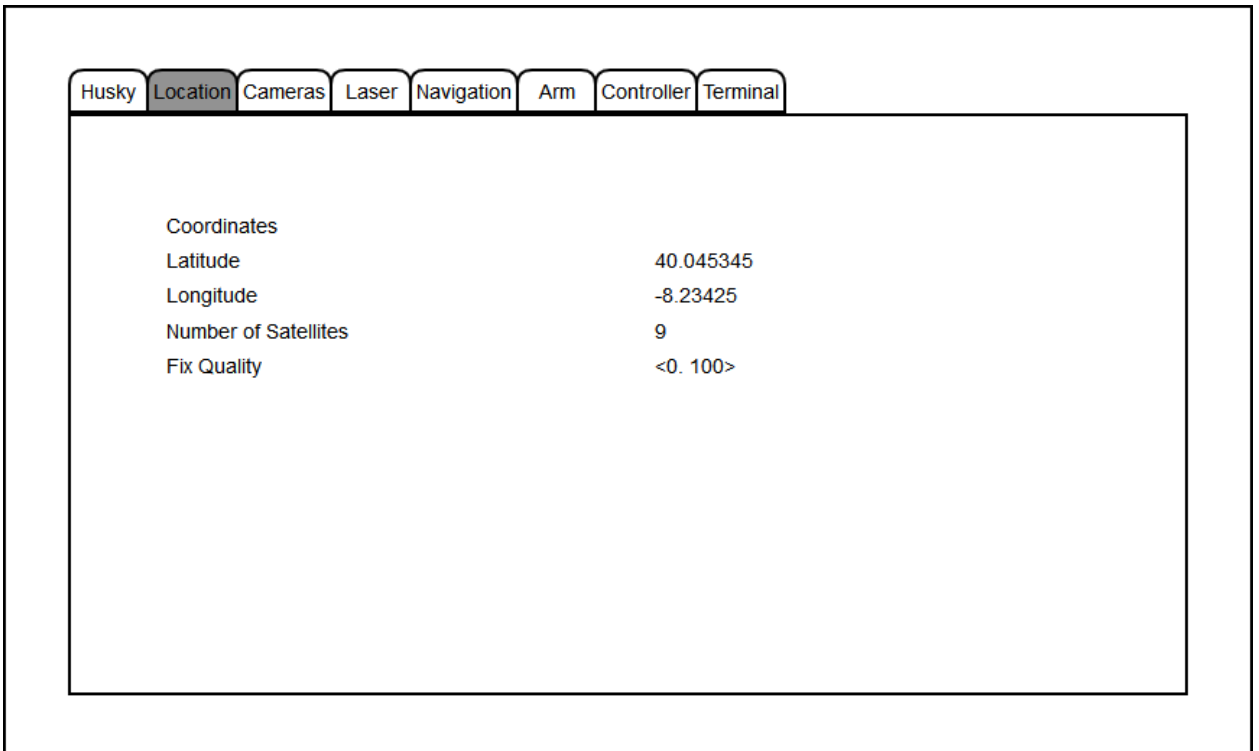 Husky Location Cameras Laser Navigation Arm Controller Terminal
Coordinates
Latitude 40.045345
Longitude -8.23425
Number of Satellites 9
Fix Quality <0. 100>